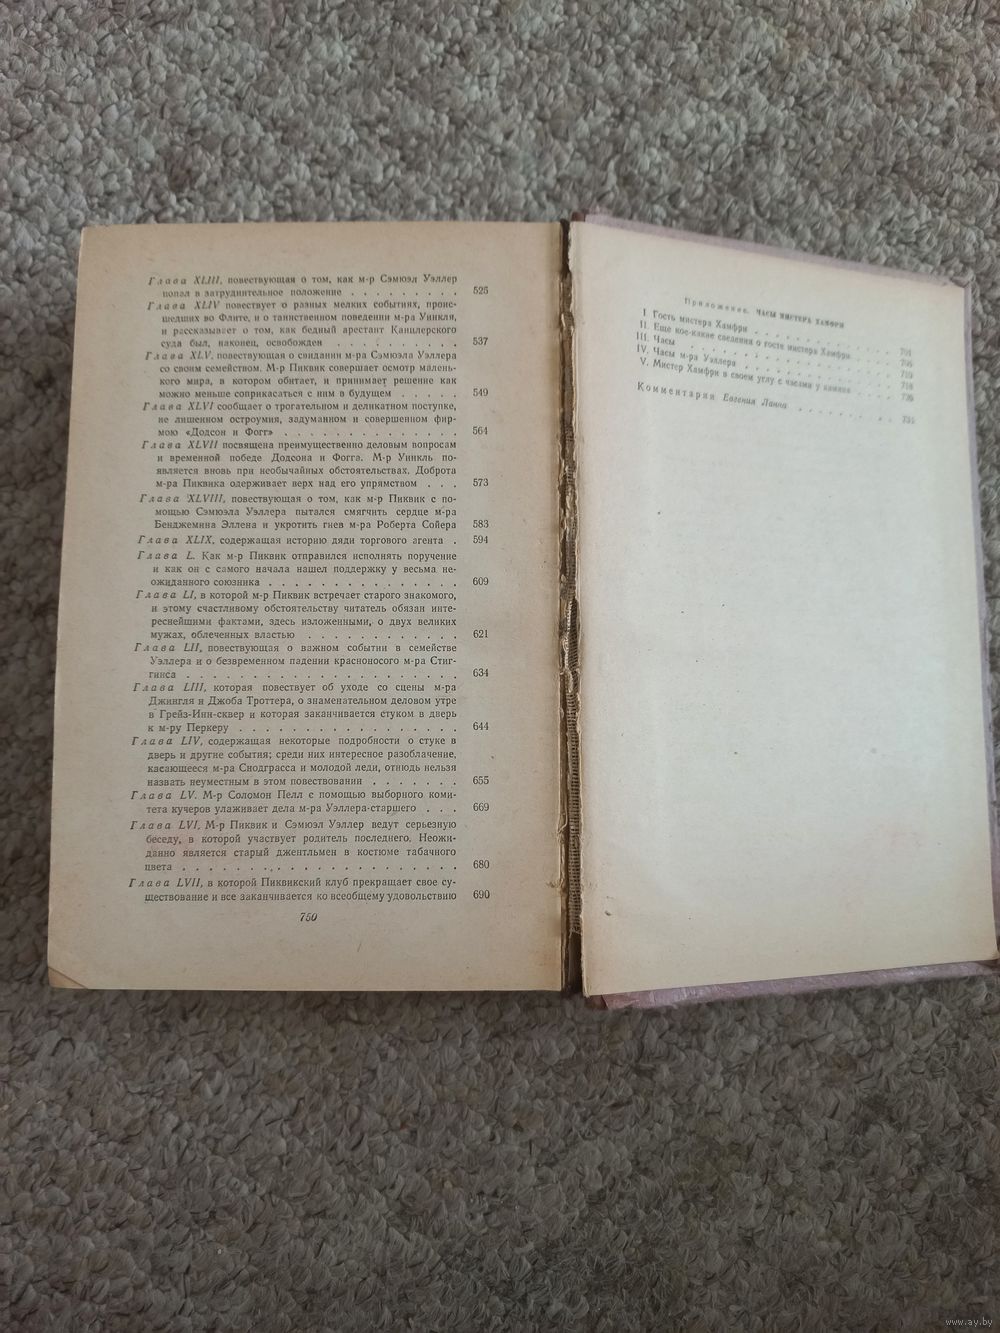 Глава XLIII, повествующая о том, как м-р Сэмюэл Уэллер
попал в затруднительное положение . . . . . . . . . 525
Глава XLIV повествует о разных мелких событиях, проис-
шедших во Флите, и о таинственном поведении м-ра Уинкля,
и рассказывает о том, как бедный арестант Канцлерского
суда был, наконец, освобожден . . . . . . . . . . 537
Глава XLV, повествующая о свидании м-ра Сэмюэла Уэллера
со своим семейством. М-р Пиквик совершает осмотр малень-
кого мира, в котором обитает, и принимает решение как
можно меньше соприкасаться с ним в будущем . . . . . 549
Глава XLVI сообщает о трогательном и деликатном поступке,
не лишенном остроумия, задуманном и совершенном фир-
мою «Додсон и Фогг» . . . . . . . . . . . . . . 564
Глава XLVII посвящена преимущественно деловым вопросам
и временной победе Додсона и Фогга. М-р Уинкль по-
является вновь при необычайных обстоятельствах. Доброта
м-ра Пиквика одерживает верх над его упрямством . . . 573
Глава XLVIII, повествующая о том, как м-р Пиквик с по-
мощью Сэмюэла Уэллера пытался смягчить сердце м-ра
Бенджемина Эллена и укротить гнев м-ра Роберта Сойера 583
Глава XLIX, содержащая историю дяди торгового агента . 594
Глава L. Как м-р Пиквик отправился исполнять поручение
и как он с самого начала нашел поддержку у весьма не-
ожиданного союзника . . . . . . . . . . . . . . . 609
Глава LI, в которой м-р Пиквик встречает старого знакомого,
и этому счастливому обстоятельству читатель обязан инте-
реснейшими фактами, здесь изложенными, о двух великих
мужах, облеченных властью . . . . . . . . . . . . 621
Глава LII, повествующая о важном событии в семействе
Уэллера и о безвременном падении красноносого м-ра Стиг-
гинса . . . . . . . . . . . . . . . . . . . . . 634
Глава LIII, которая повествует об уходе со сцены м-ра
Джингля и Джоба Троттера, о знаменательном деловом утре
в Грейз-Инн-сквер и которая заканчивается стуком в дверь
к м-ру Перкеру . . . . . . . . . . . . . . . . . 644
Глава LIV, содержащая некоторые подробности о стуке в
дверь и другие события; среди них интересное разоблачение,
касающееся м-ра Снодграсса и молодой леди, отнюдь нельзя
назвать неуместным в этом повествовании . . . . . . . 655
Глава LV. М-р Соломон Пелл с помощью выборного коми-
тета кучеров улаживает дела м-ра Уэллера-старшего . . . 669
Глава LVI, М-р Пиквик и Сэмюэл Уэллер ведут серьезную
беседу, в которой участвует родитель последнего. Неожи-
данно является старый джентльмен в костюме табачного
цвета . . . . . . . . . . . . . . . . . . . . . 680
Глава LVII, в которой Пиквикский клуб прекращает свое су-
ществование и все заканчивается ко всеобщему удовольствию 690
750
Приложение. ЧАСЫ МИСТЕРА ХАМФРИ
I Гость мистера Хамфри . . . . . . . . . . . 701
II. Еще кое-какие сведения о госте мистера Хамфри . .
III. Часы . . . . . . . . . . . . . . . .
IV. Часы м-ра Уэллера . . . . . . . . . . . 718
V. Мистер Хамфри в своем углу с часами у камина . . .
Комментарии Евгения Ланна . . . . . . . .
www.ay.by